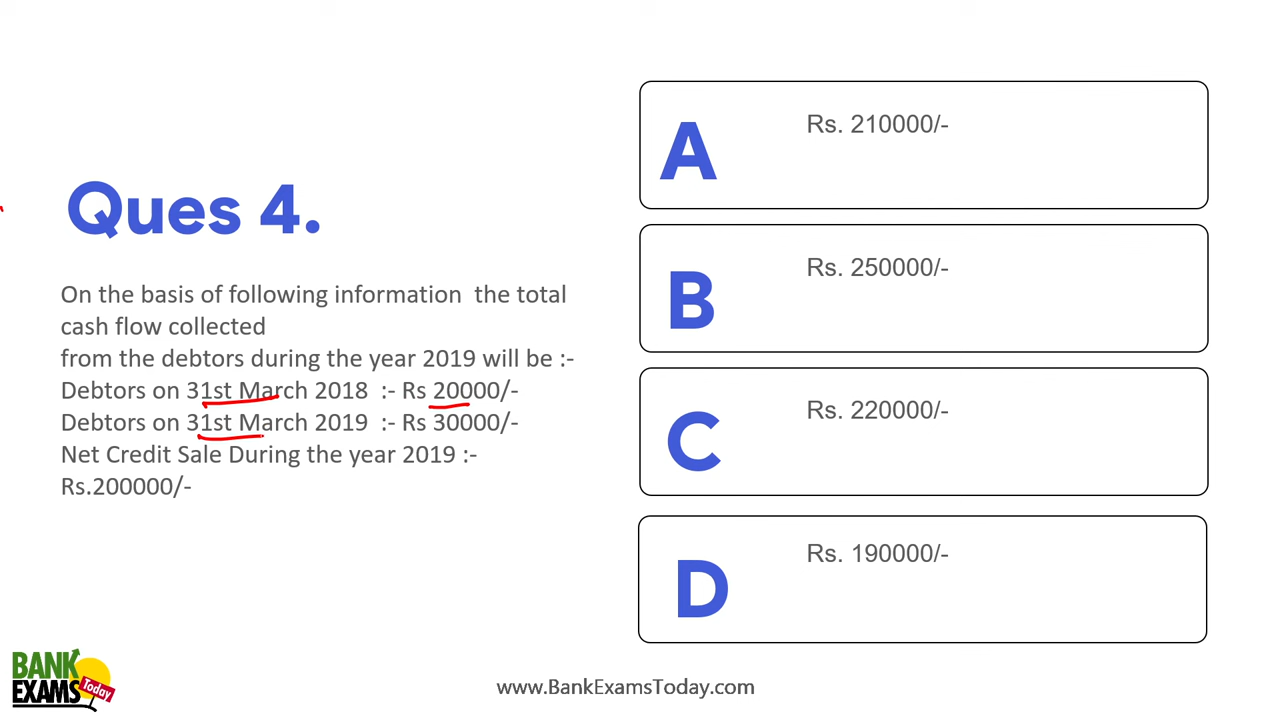 Ques 4.
On the basis of following information  the total
cash flow collected
from the debtors during the year 2019 will be :-
Debtors on 31st March 2018  :- Rs 20000/-
Debtors on 31st March 2019  :- Rs 30000/-
Net Credit Sale During the year 2019 :-
Rs.200000/-
A
Rs. 210000/-
B
Rs. 250000/-
C
Rs. 220000/-
D
Rs. 190000/-
BANK
EXAMS
Today
www.BankExamsToday.com